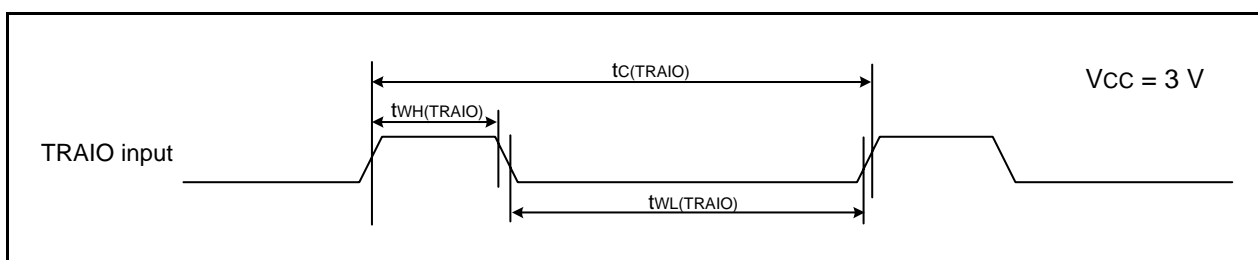 tC(TRAIO)
VCC = 3 V
tWH(TRAIO)
TRAIO input
tWL(TRAIO)